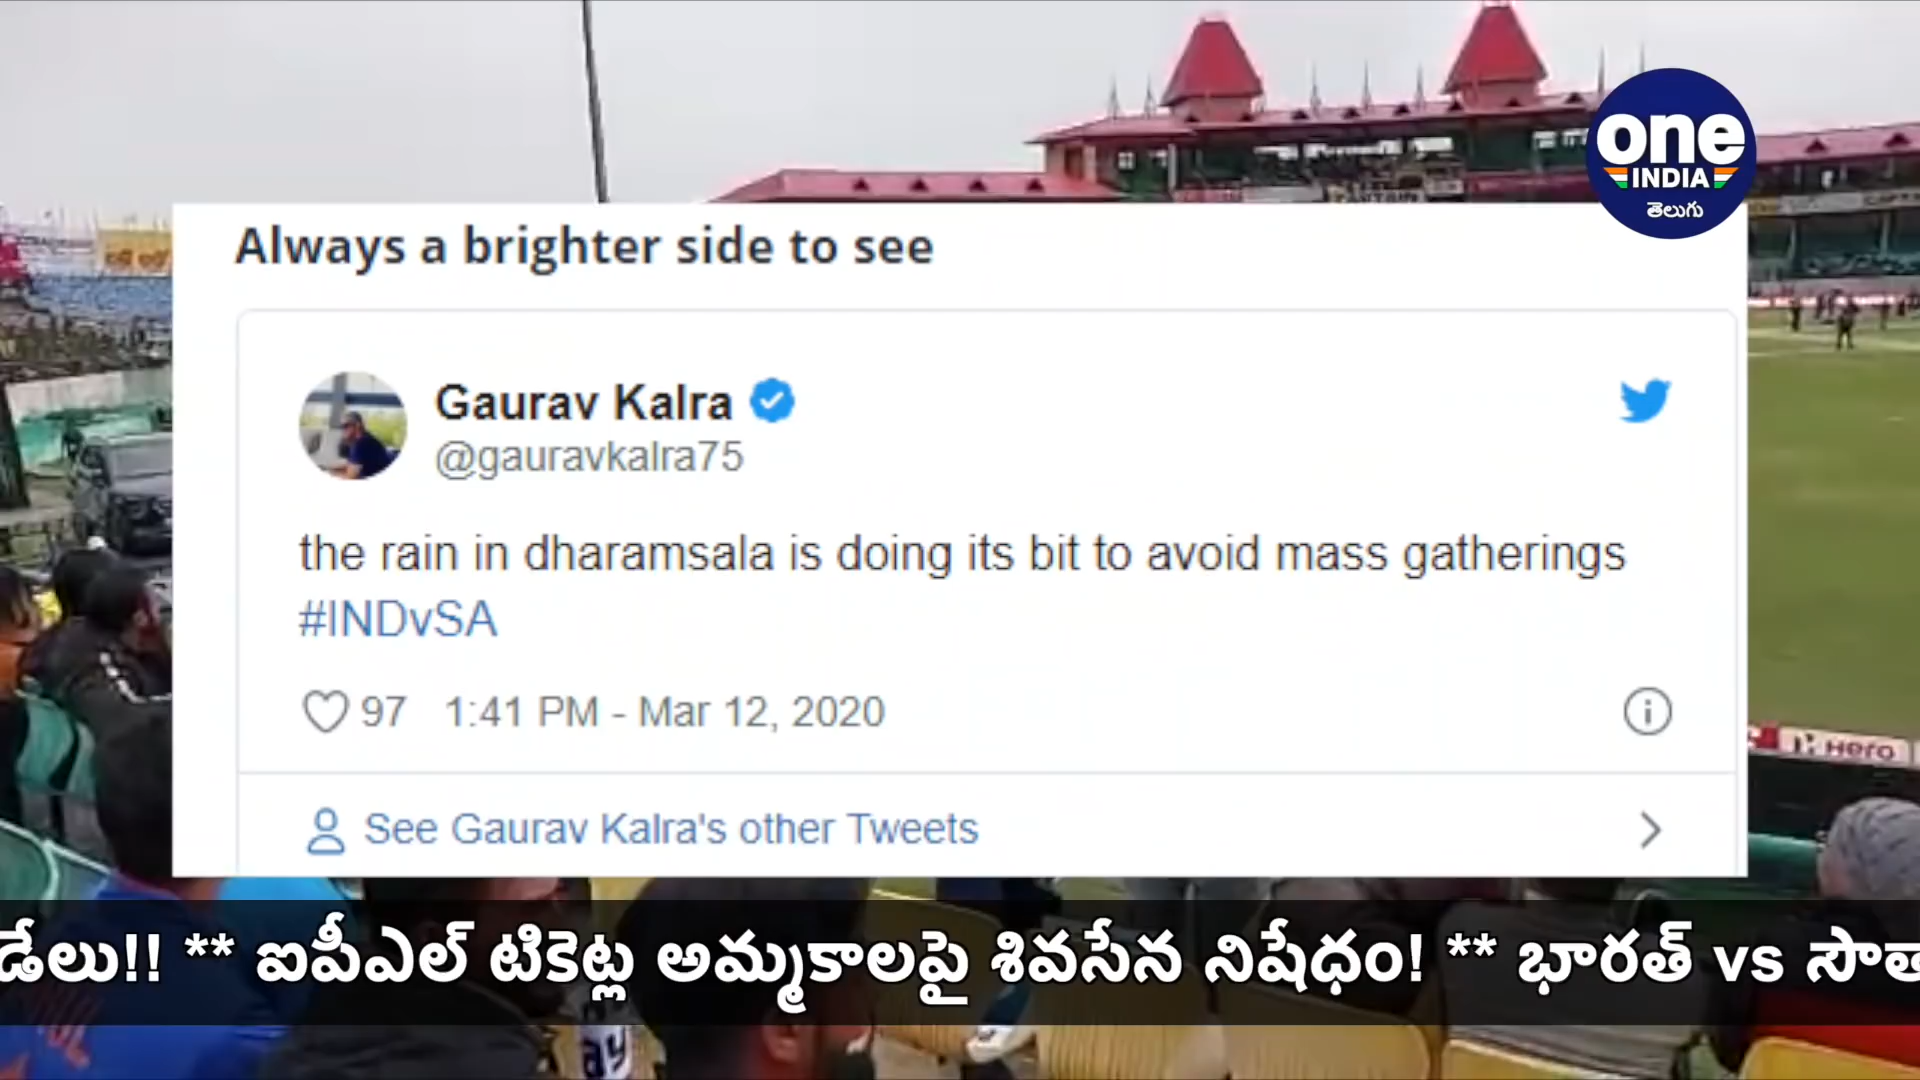 one
INDIA
తెలుగు
Always a brighter side to see
Gaurav Kalra
@gauravkalra75
the rain in dharamsala is doing its bit to avoid mass gatherings
#INDvSA
97 1:41 PM - Mar 12, 2020
See Gaurav Kalra's other Tweets
Hero
డేలు!! ** ఐపీఎల్ టికెట్ల అమ్మకాలపై శివసేన నిషేధం! ** భారత్ vs సౌతా